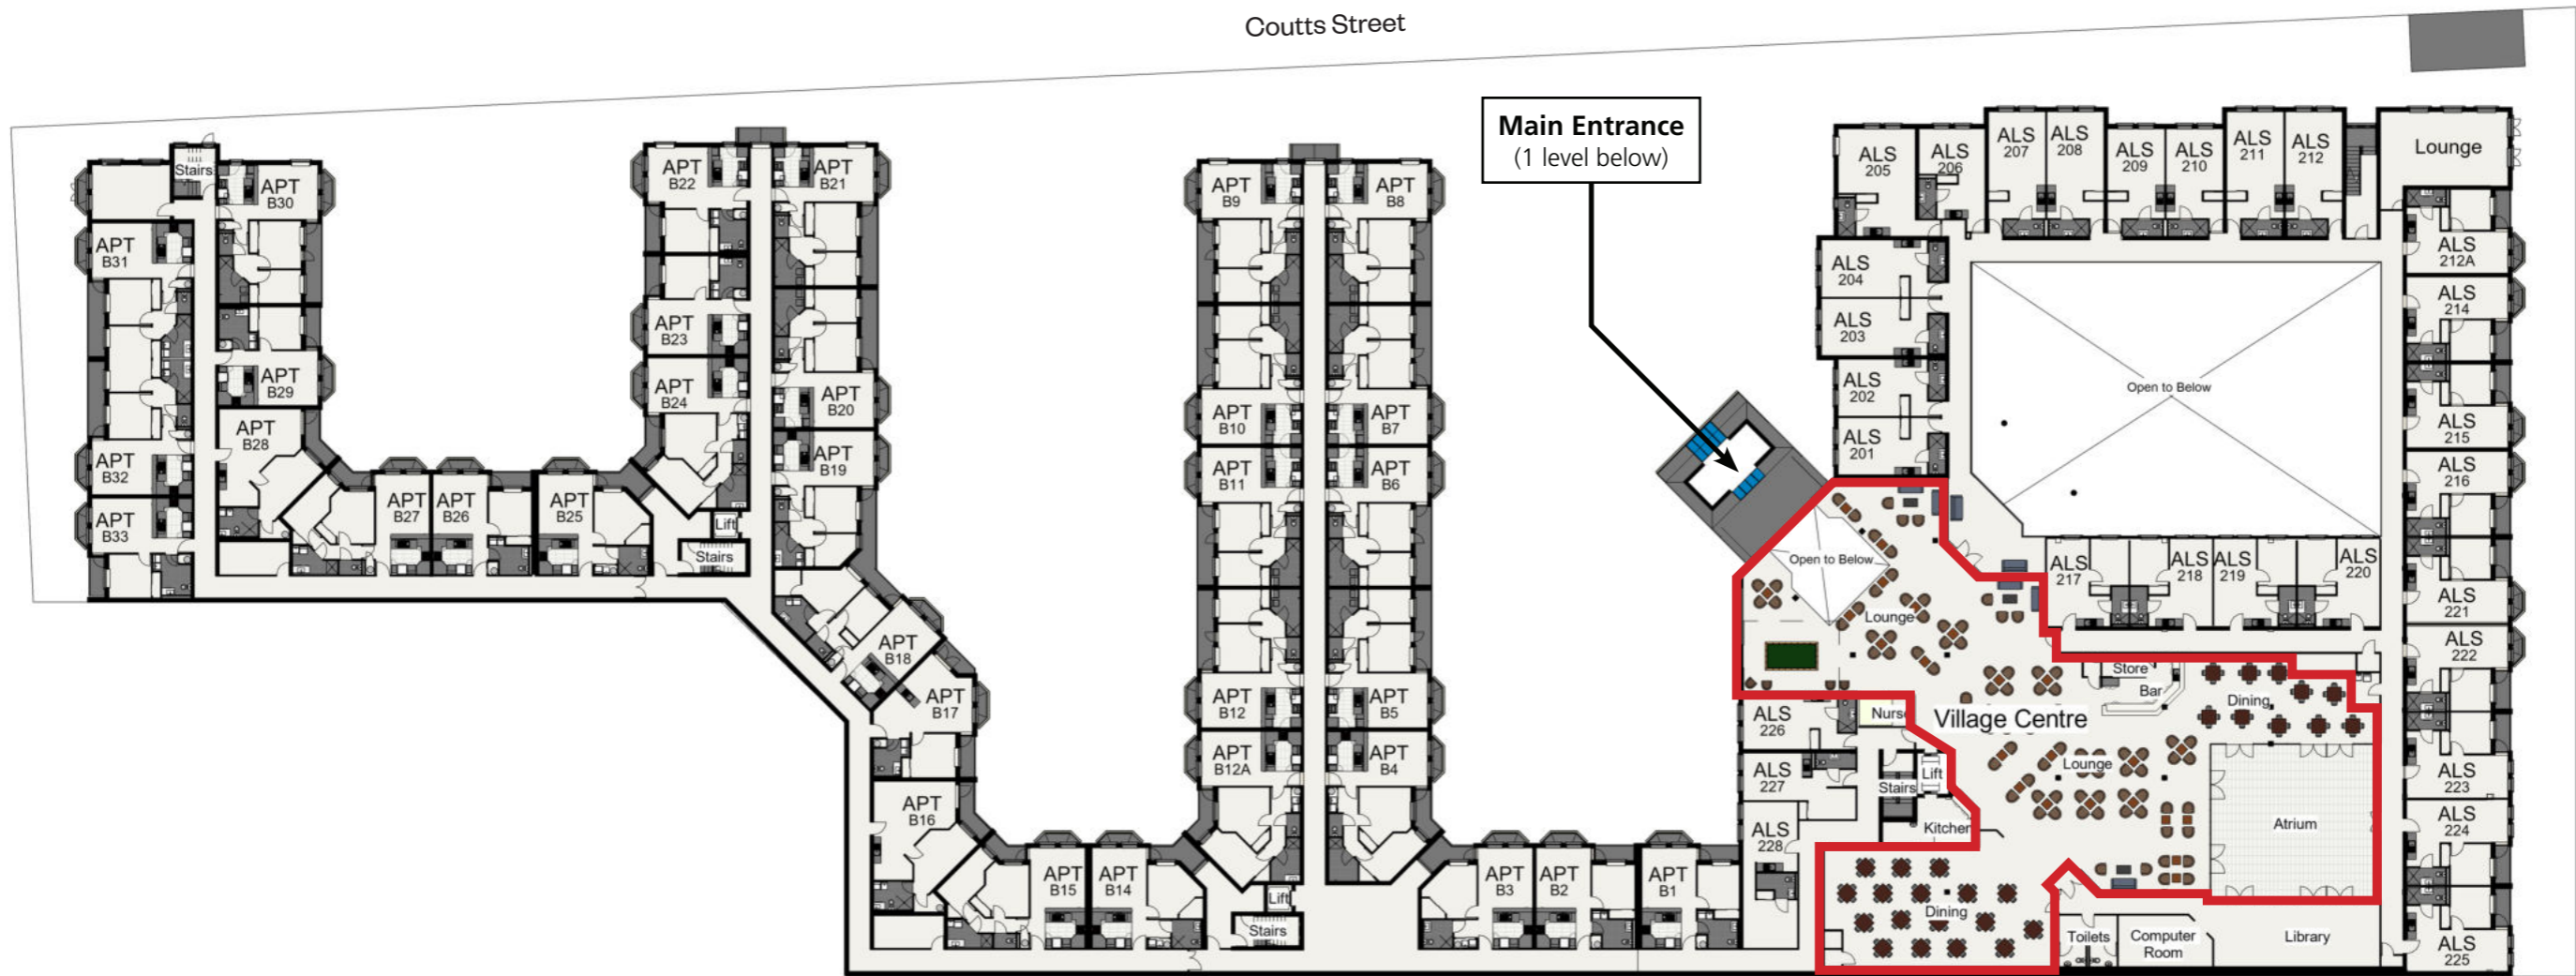 Coutts Street
Main Entrance
(1 level below)
Stairs
APT
B30
APT
B31
APT
B29
APT
B28
APT
B32
APT
B33
APT
B27
APT
B26
APT
B25
APT
B22
APT
B21
APT
B23
APT
B24
APT
B20
APT
B19
Lift
Stairs
APT
B18
APT
B17
APT
B16
APT
B15
APT
B14
APT
B9
APT
B8
APT
B10
APT
B7
APT
B11
APT
B6
APT
B12
APT
B5
APT
B12A
APT
B4
Lift
Stairs
APT
B3
APT
B2
APT
B1
ALS
205
ALS
206
ALS
207
ALS
208
ALS
209
ALS
210
ALS
211
ALS
212
Lounge
ALS
204
ALS
203
ALS
202
ALS
201
Open to Below
ALS
212A
ALS
214
ALS
215
ALS
216
ALS
217
ALS
218
ALS
219
ALS
220
ALS
221
ALS
222
ALS
223
ALS
224
ALS
225
Open to Below
Lounge
Store
Bar
Dining
ALS
226
Nurse
Village Centre
ALS
227
Stairs
Lift
Lounge
ALS
228
Kitchen
Atrium
Dining
Toilets
Computer
Room
Library